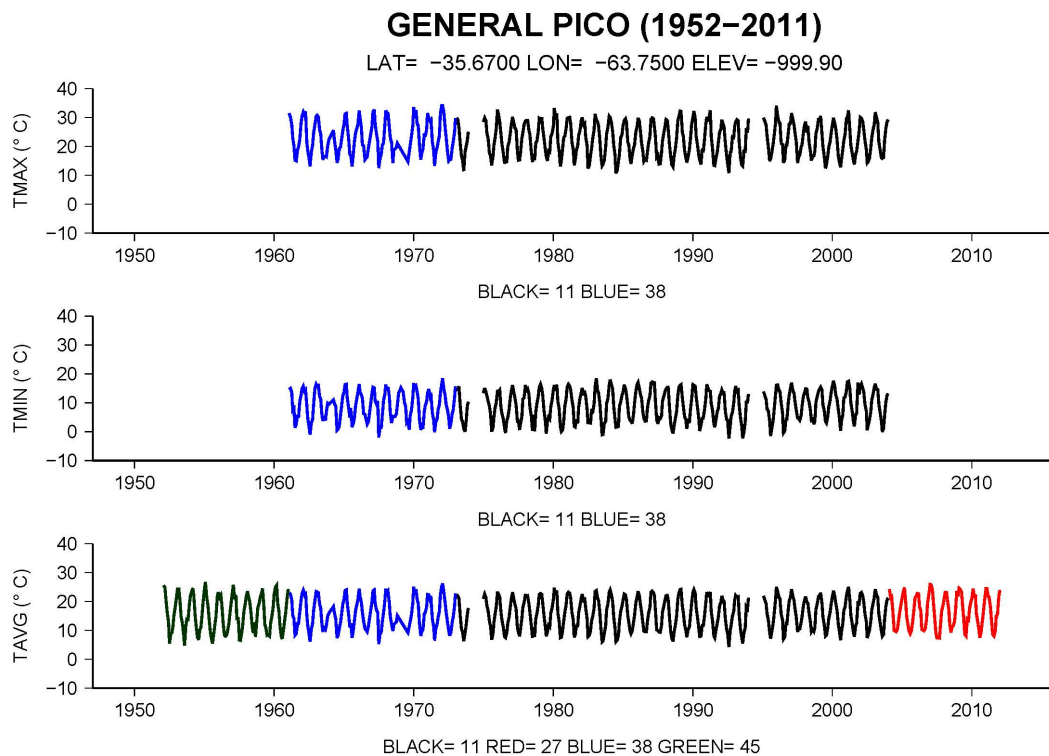 GENERAL PICO (1952−2011)
LAT= −35.6700 LON= −63.7500 ELEV= −999.90
TMAX (° C)
40
30
20
10
0
−10
1950 1960 1970 1980 1990 2000 2010
BLACK= 11 BLUE= 38
TMIN (° C)
40
30
20
10
0
−10
1950 1960 1970 1980 1990 2000 2010
BLACK= 11 BLUE= 38
TAVG (° C)
40
30
20
10
0
−10
1950 1960 1970 1980 1990 2000 2010
BLACK= 11 RED= 27 BLUE= 38 GREEN= 45